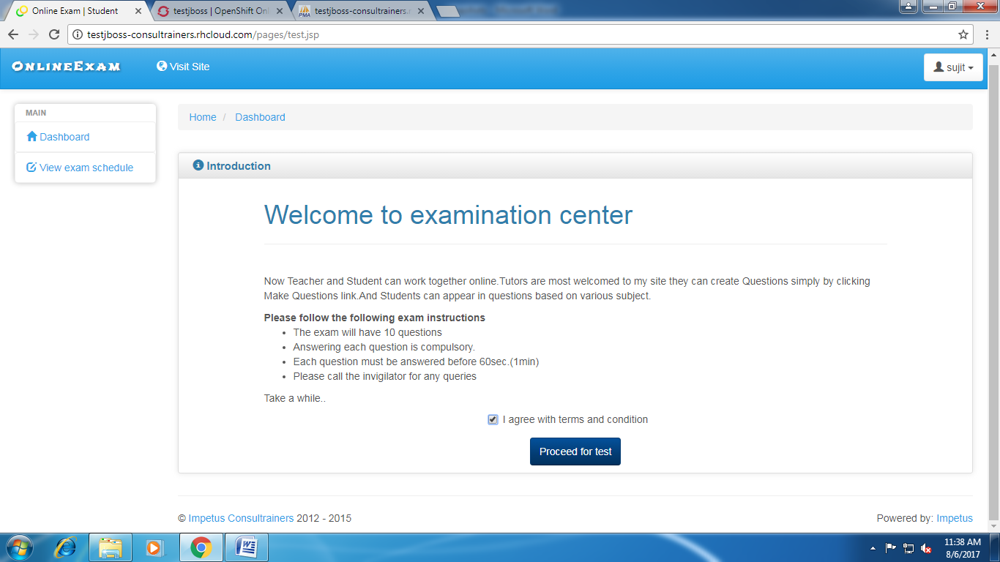 Online Exam | Student
testjboss | OpenShift Onl
testjboss-consultrainers.r
testjboss-consultrainers.rhcloud.com/pages/test.jsp
OnlineExam
Visit Site
sujit
MAIN
Dashboard
View exam schedule
Home / Dashboard
Introduction
Welcome to examination center
Now Teacher and Student can work together online.Tutors are most welcomed to my site they can create Questions simply by clicking
Make Questions link.And Students can appear in questions based on various subject.
Please follow the following exam instructions
• The exam will have 10 questions
• Answering each question is compulsory.
• Each question must be answered before 60sec.(1min)
• Please call the invigilator for any queries
Take a while..
I agree with terms and condition
Proceed for test
© Impetus Consultrainers 2012 - 2015
Powered by: Impetus
11:38 AM
8/6/2017